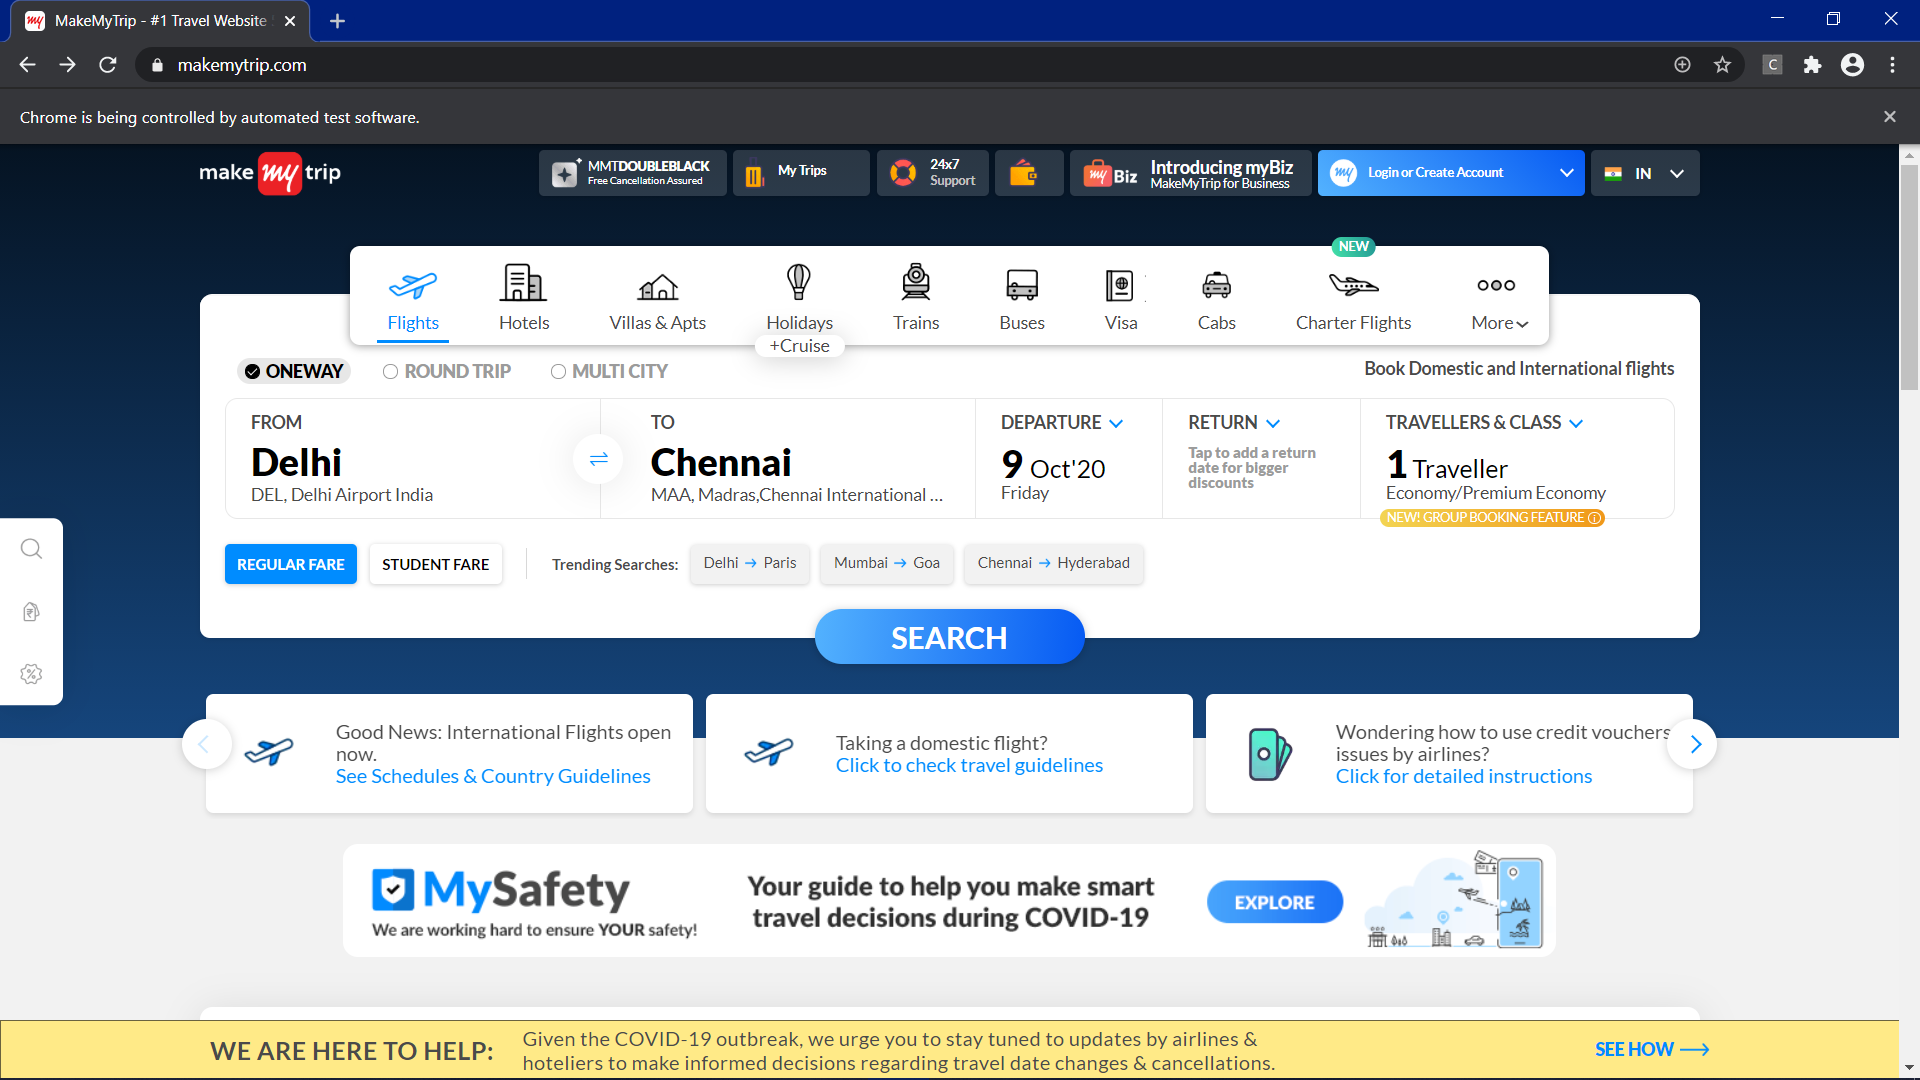 MakeMyTrip - #1 Travel Website
makemytrip.com
C
Chrome is being controlled by automated test software.
make my trip
MMTDOUBLEBLACK
Free Cancellation Assured
My Trips
24x7
Support
my Biz
Introducing myBiz
MakeMyTrip for Business
my
Login or Create Account
IN
NEW
Flights
Hotels
Villas & Apts
Holidays
+Cruise
Trains
Buses
Visa
Cabs
Charter Flights
More
ONEWAY
ROUND TRIP
MULTI CITY
Book Domestic and International flights
FROM
Delhi
DEL, Delhi Airport India
TO
Chennai
MAA, Madras,Chennai International ...
DEPARTURE
9 Oct'20
Friday
RETURN
Tap to add a return
date for bigger
discounts
TRAVELLERS & CLASS
1 Traveller
Economy/Premium Economy
NEW! GROUP BOOKING FEATURE
REGULAR FARE
STUDENT FARE
Trending Searches:
Delhi → Paris
Mumbai → Goa
Chennai → Hyderabad
SEARCH
Good News: International Flights open
now.
See Schedules & Country Guidelines
Taking a domestic flight?
Click to check travel guidelines
Wondering how to use credit vouchers
issues by airlines?
Click for detailed instructions
MySafety
We are working hard to ensure YOUR safety!
Your guide to help you make smart
travel decisions during COVID-19
EXPLORE
WE ARE HERE TO HELP:
Given the COVID-19 outbreak, we urge you to stay tuned to updates by airlines &
hoteliers to make informed decisions regarding travel date changes & cancellations.
SEE HOW